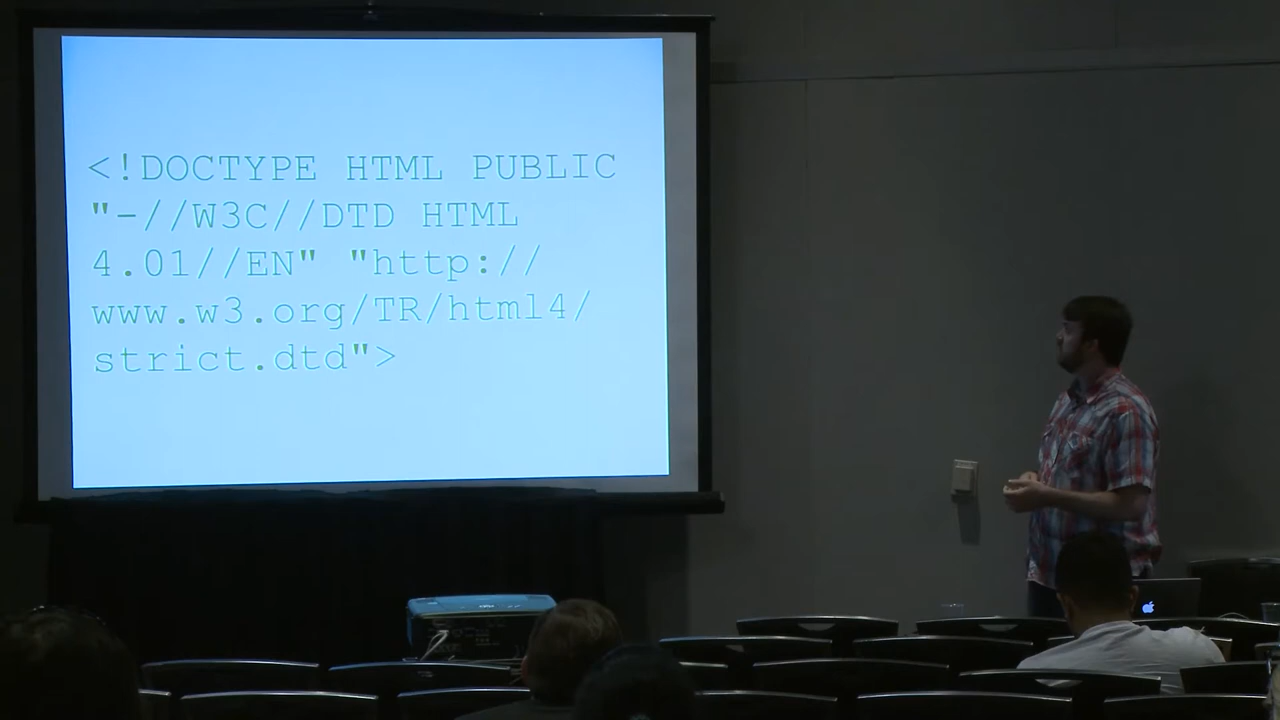 <!DOCTYPE HTML PUBLIC
"-//W3C//DTD HTML
4.01//EN" "http://
www.w3.org/TR/html4/
strict.dtd">